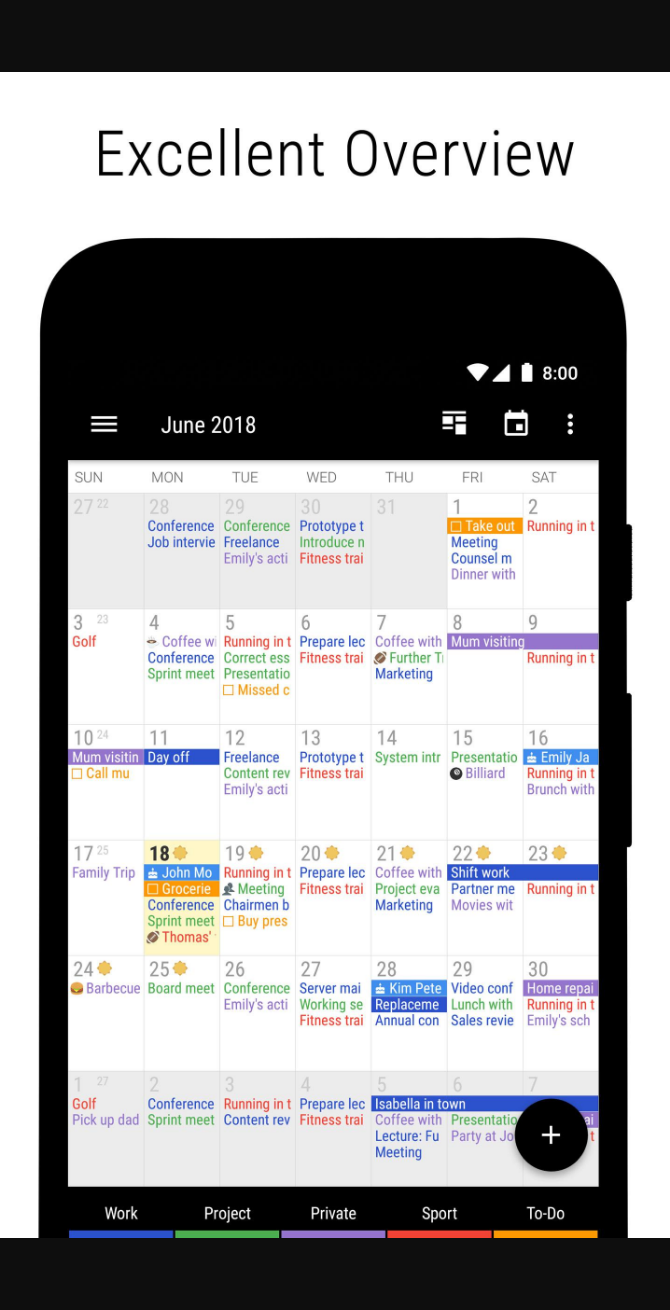 Excellent Overview
8:00
June 2018
SUN MON TUE WED THU FRI SAT
27 22 28 29 30 31 1 2
Conference Conference Prototype t Take out Running in t
Job intervie Freelance Introduce n Meeting
Emily's acti Fitness trai Counsel m
Dinner with
3 23 4 5 6 7 8 9
Golf Coffee wi Running in t Prepare lec Coffee with Mum visiting
Conference Correct ess Fitness trai Further Ti Running in t
Sprint meet Presentatio Marketing
Missed c
10 24 11 12 13 14 15 16
Mum visitin Day off Freelance Prototype t System intr Presentatio Emily Ja
Call mu Content rev Fitness trai Billiard Running in t
Emily's acti Brunch with
17 25 18 19 20 21 22 23
Family Trip John Mo Running in t Prepare lec Coffee with Shift work
Grocerie Meeting Fitness trai Project eva Partner me Running in t
Conference Chairmen b Marketing Movies wit
Sprint meet Buy pres
Thomas'
24 25 26 27 28 29 30
Barbecue Board meet Conference Server mai Kim Pete Video conf Home repai
Emily's acti Working se Replaceme Lunch with Running in t
Fitness trai Annual con Sales revie Emily's sch
1 27 2 3 4 5 6 7
Golf Conference Running in t Prepare lec Isabella in town
Pick up dad Sprint meet Content rev Fitness trai Coffee with Presentatio ai
Lecture: Fu Party at Jo t
Meeting
+
Work Project Private Sport To-Do